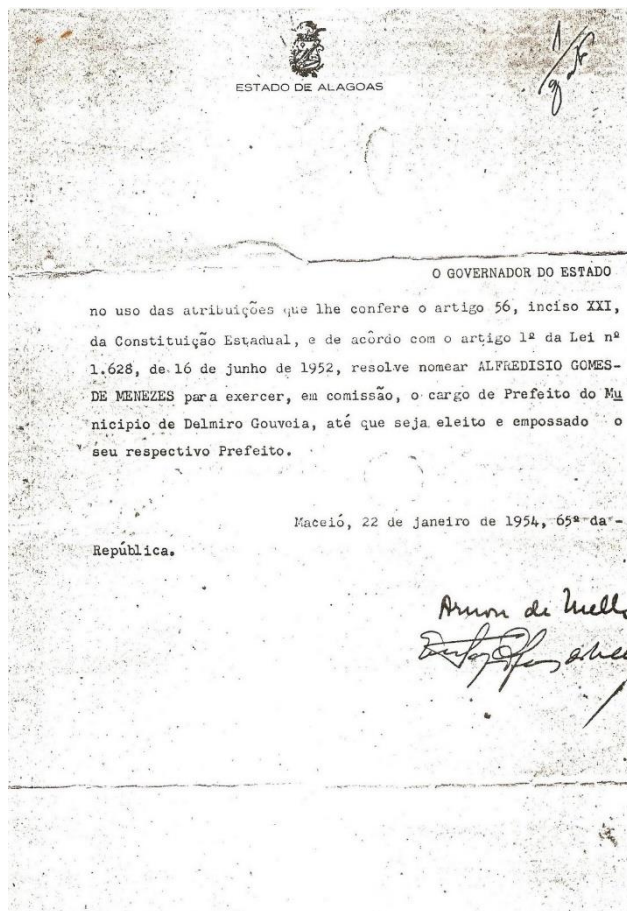 1
ESTADO DE ALAGOAS
O GOVERNADOR DO ESTADO
no uso das atribuições que lhe confere o artigo 56, inciso XXI,
da Constituição Estadual, e de acôrdo com o artigo 1º da Lei nº
1.628, de 16 de junho de 1952, resolve nomear ALFREDISIO GOMES-
DE MENEZES para exercer, em comissão, o cargo de Prefeito do Mu
nicipio de Delmiro Gouveia, até que seja eleito e empossado o
seu respectivo Prefeito.
Maceió, 22 de janeiro de 1954, 65º da -
República.
Arnon de Mello